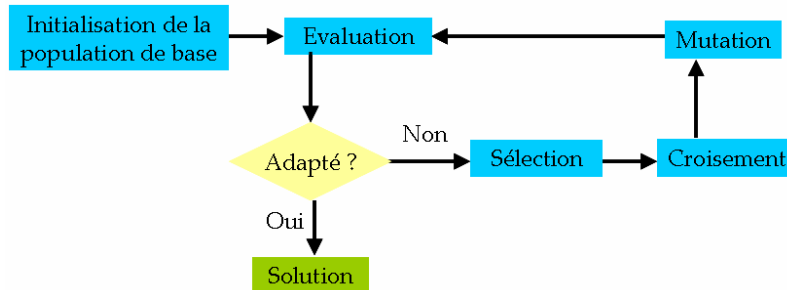 Initialisation de la
population de base
Evaluation
Mutation
Adapté ?
Non
Sélection
Croisement
Oui
Solution